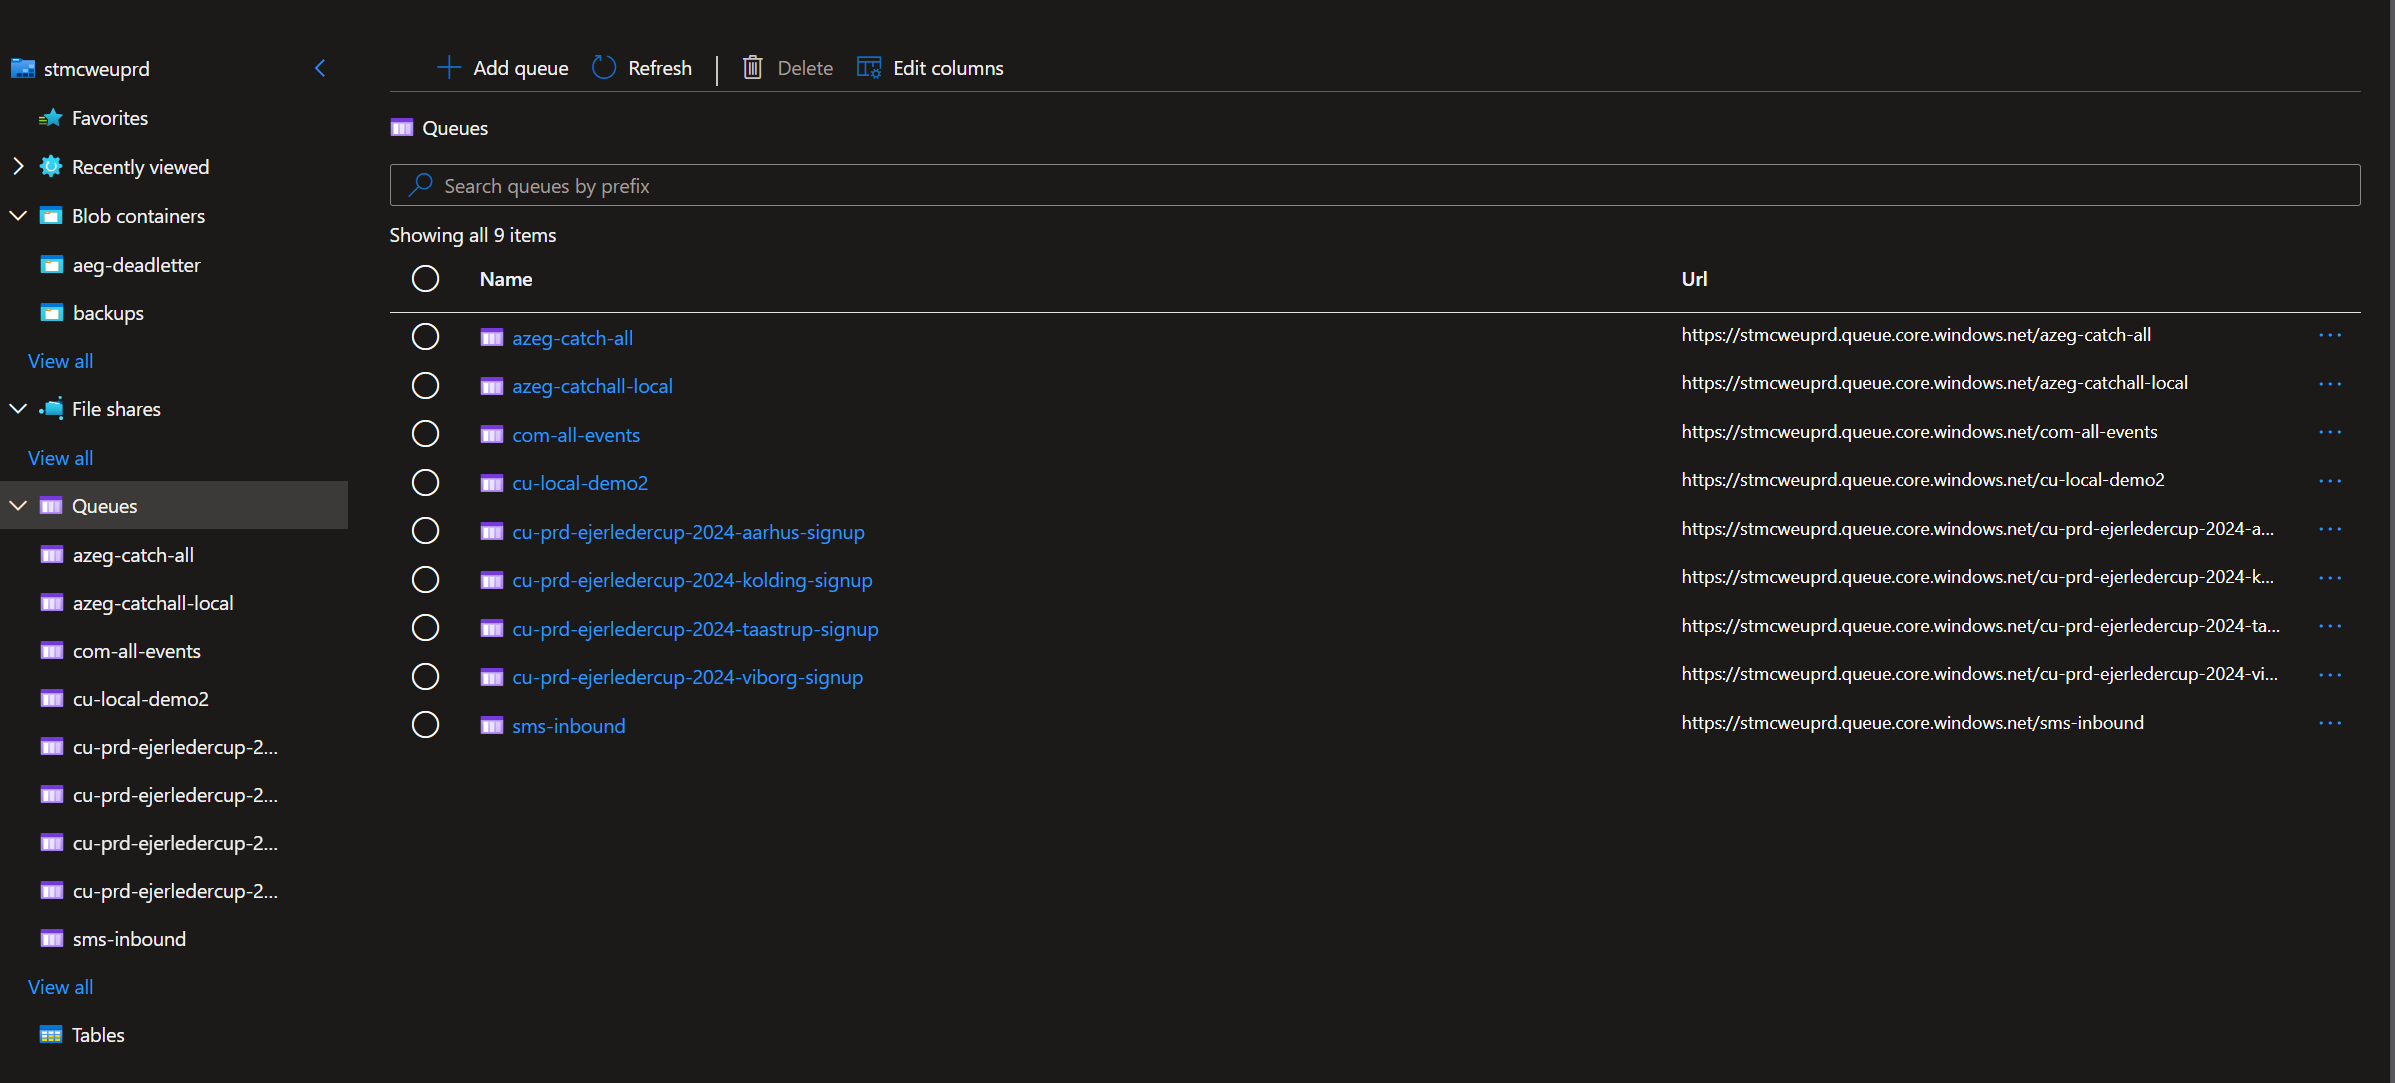 stmcweuprd
Favorites
Recently viewed
Blob containers
aeg-deadletter
backups
View all
File shares
View all
Queues
azeg-catch-all
azeg-catchall-local
com-all-events
cu-local-demo2
cu-prd-ejerledercup-2...
cu-prd-ejerledercup-2...
cu-prd-ejerledercup-2...
cu-prd-ejerledercup-2...
sms-inbound
View all
Tables
Add queue Refresh Delete Edit columns
Queues
Search queues by prefix
Showing all 9 items
Name Url
azeg-catch-all https://stmcweuprd.queue.core.windows.net/azeg-catch-all
azeg-catchall-local https://stmcweuprd.queue.core.windows.net/azeg-catchall-local
com-all-events https://stmcweuprd.queue.core.windows.net/com-all-events
cu-local-demo2 https://stmcweuprd.queue.core.windows.net/cu-local-demo2
cu-prd-ejerledercup-2024-aarhus-signup https://stmcweuprd.queue.core.windows.net/cu-prd-ejerledercup-2024-a...
cu-prd-ejerledercup-2024-kolding-signup https://stmcweuprd.queue.core.windows.net/cu-prd-ejerledercup-2024-k...
cu-prd-ejerledercup-2024-taastrup-signup https://stmcweuprd.queue.core.windows.net/cu-prd-ejerledercup-2024-ta...
cu-prd-ejerledercup-2024-viborg-signup https://stmcweuprd.queue.core.windows.net/cu-prd-ejerledercup-2024-vi...
sms-inbound https://stmcweuprd.queue.core.windows.net/sms-inbound